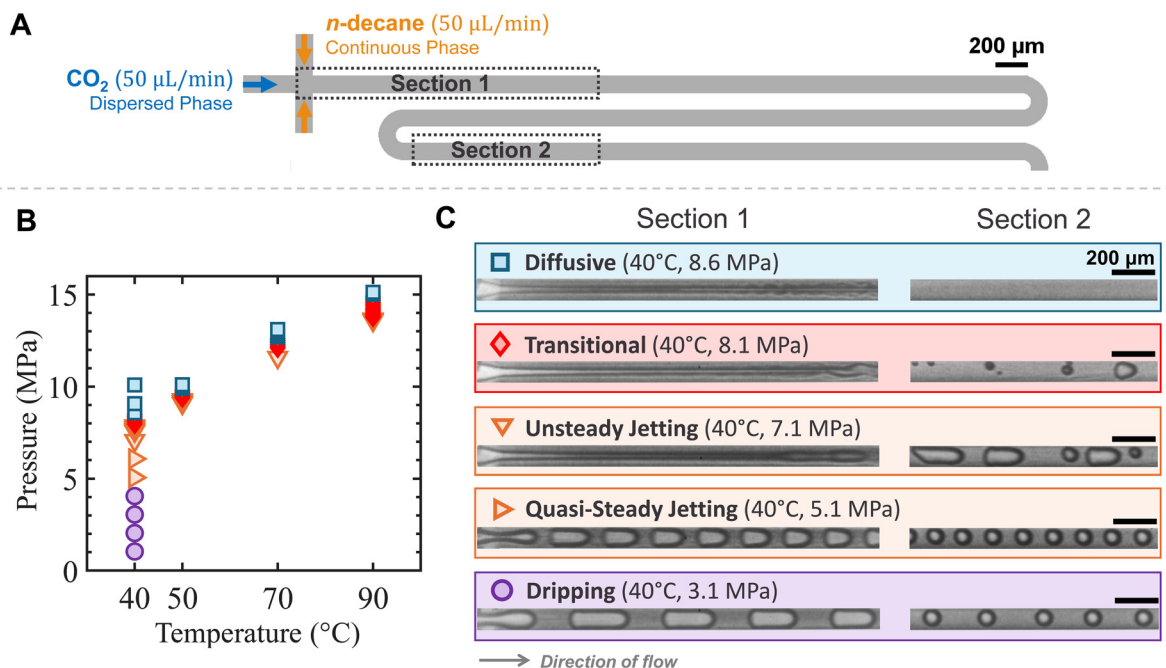 A
n-decane (50 μL/min)
Continuous Phase
CO₂ (50 μL/min)
Dispersed Phase
200 μm
Section 1
Section 2
B
Pressure (MPa)
15
10
5
0
40 50 70 90
Temperature (°C)
C
Section 1 Section 2
Diffusive (40°C, 8.6 MPa)
200 μm
Transitional (40°C, 8.1 MPa)
Unsteady Jetting (40°C, 7.1 MPa)
Quasi-Steady Jetting (40°C, 5.1 MPa)
Dripping (40°C, 3.1 MPa)
Direction of flow